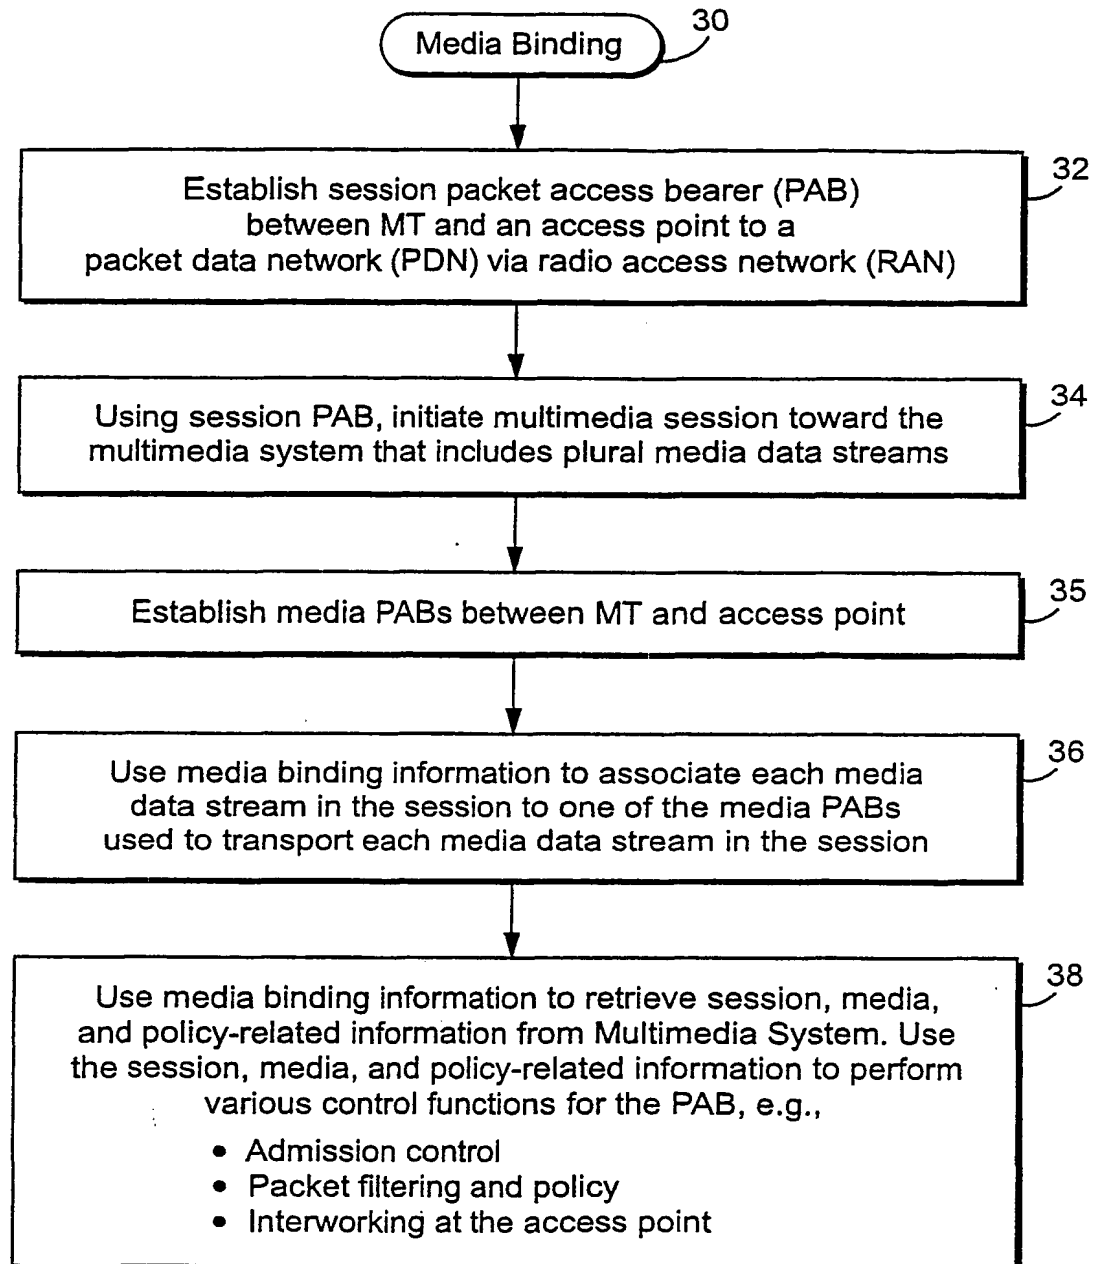 Media Binding
30
32
Establish session packet access bearer (PAB)
between MT and an access point to a
packet data network (PDN) via radio access network (RAN)
34
Using session PAB, initiate multimedia session toward the
multimedia system that includes plural media data streams
35
Establish media PABs between MT and access point
36
Use media binding information to associate each media
data stream in the session to one of the media PABs
used to transport each media data stream in the session
38
Use media binding information to retrieve session, media,
and policy-related information from Multimedia System. Use
the session, media, and policy-related information to perform
various control functions for the PAB, e.g.,
• Admission control
• Packet filtering and policy
• Interworking at the access point